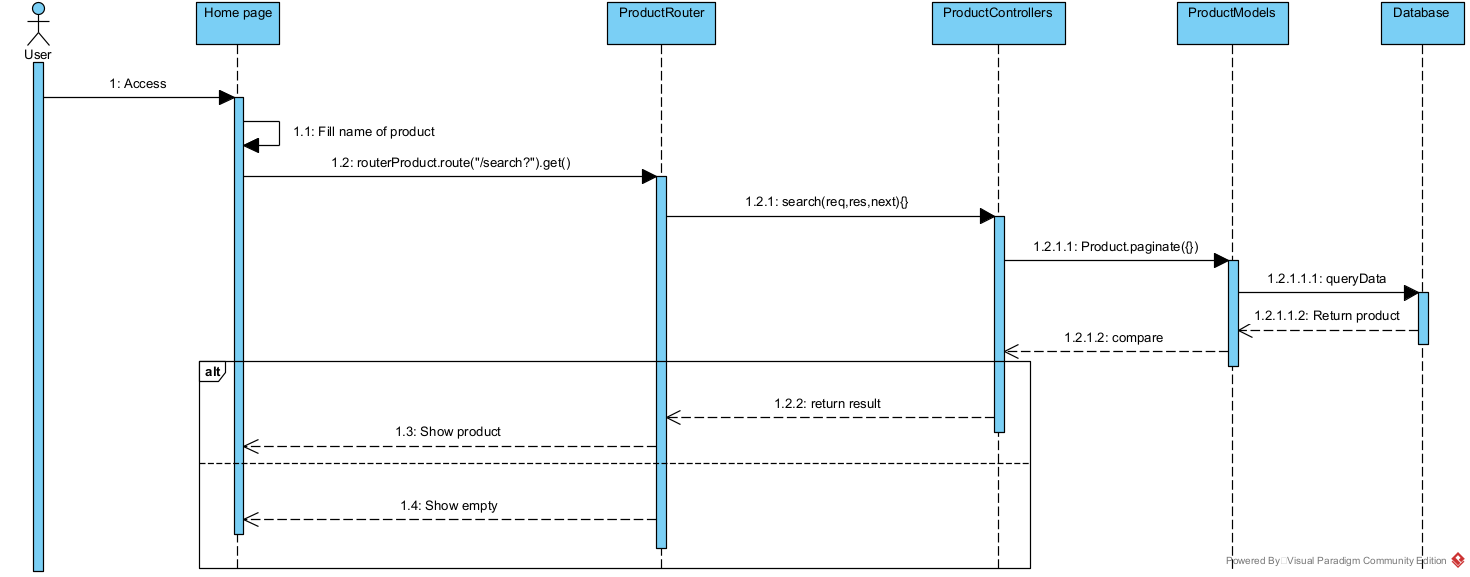 Home page
ProductRouter
ProductControllers
ProductModels
Database
User
1: Access
1.1: Fill name of product
1.2: routerProduct.route("/search?").get()
1.2.1: search(req,res,next){}
1.2.1.1: Product.paginate({})
1.2.1.1.1: queryData
1.2.1.1.2: Return product
1.2.1.2: compare
alt
1.2.2: return result
1.3: Show product
1.4: Show empty
Powered By Visual Paradigm Community Edition